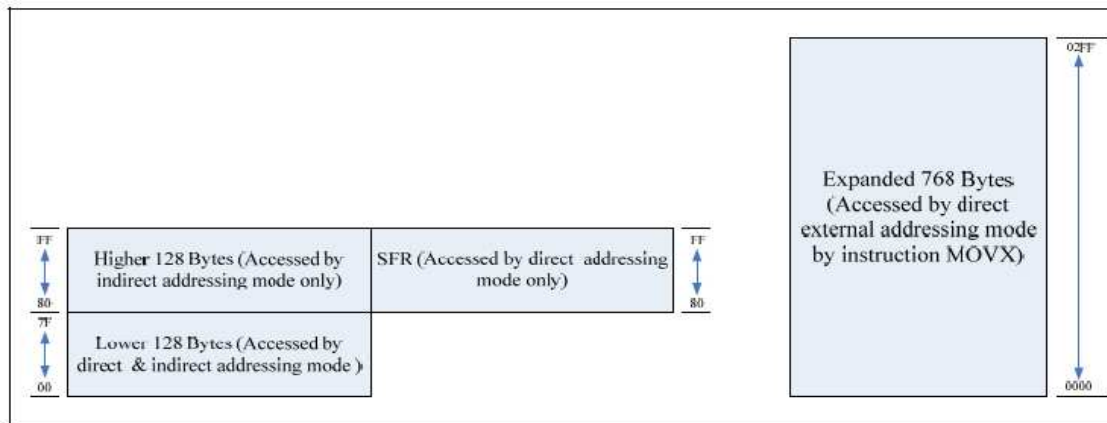 FF
Higher 128 Bytes (Accessed by
indirect addressing mode only)
80
7F
Lower 128 Bytes (Accessed by
direct & indirect addressing mode )
00
SFR (Accessed by direct addressing
mode only)
FF
80
Expanded 768 Bytes
(Accessed by direct
external addressing mode
by instruction MOVX)
02FF
0000